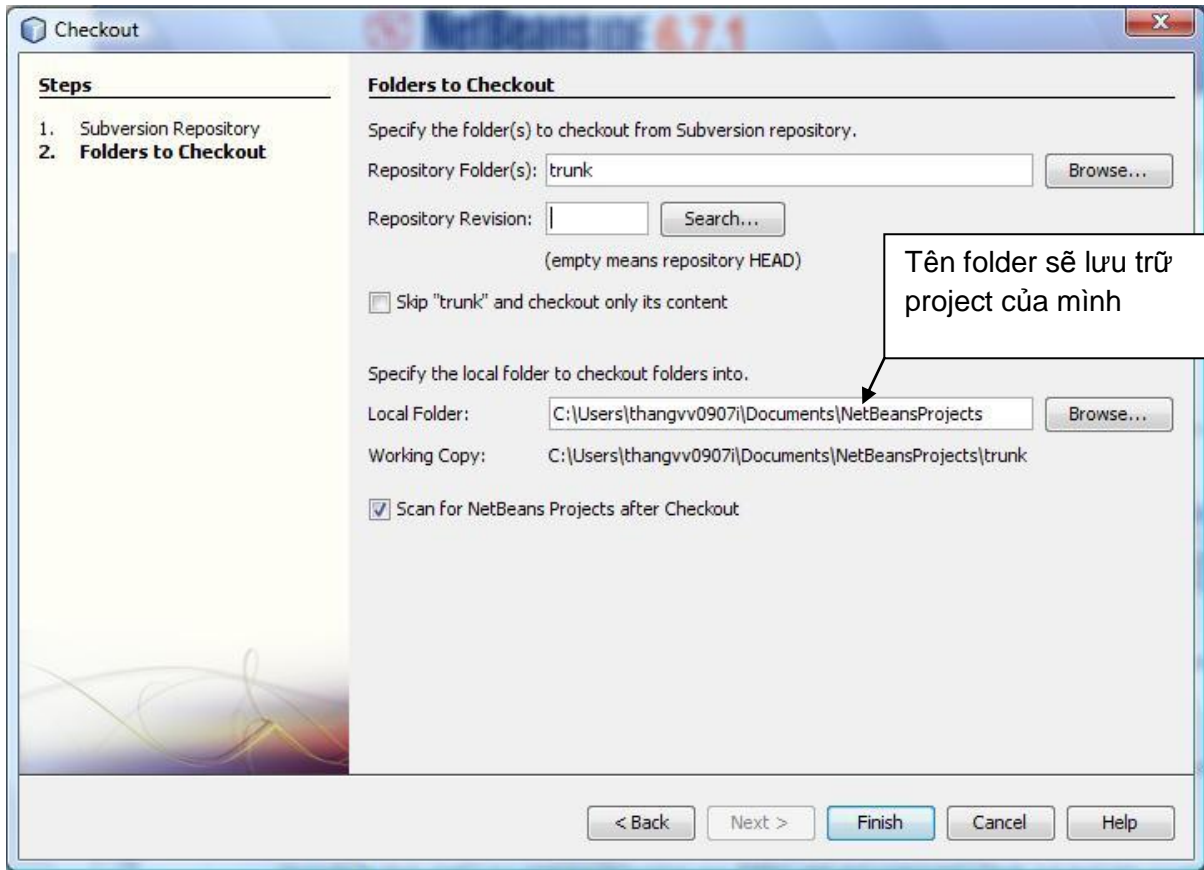 Checkout
NetBeans IDE 6.7.1
Steps
1. Subversion Repository
2. Folders to Checkout
Folders to Checkout
Specify the folder(s) to checkout from Subversion repository.
Repository Folder(s): trunk Browse...
Repository Revision: Search...
(empty means repository HEAD)
Skip "trunk" and checkout only its content
Tên folder sẽ lưu trữ
project của mình
Specify the local folder to checkout folders into.
Local Folder: C:\Users\thangvv0907i\Documents\NetBeansProjects Browse...
Working Copy: C:\Users\thangvv0907i\Documents\NetBeansProjects\trunk
Scan for NetBeans Projects after Checkout
< Back Next > Finish Cancel Help